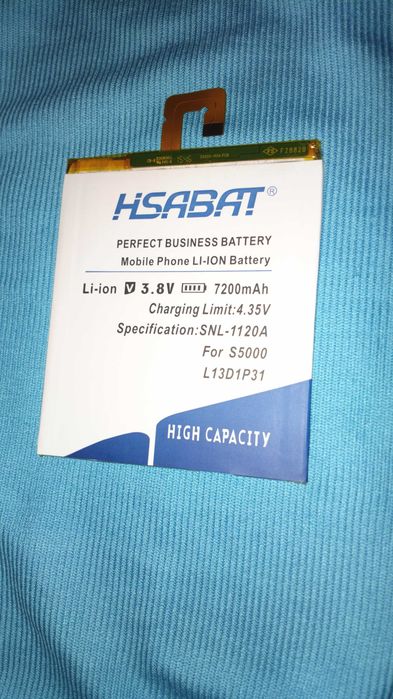 F2882B
HSABAT®
PERFECT BUSINESS BATTERY
Mobile Phone LI-ION Battery
Li-ion V 3.8V 7200mAh
Charging Limit:4.35V
Specification:SNL-1120A
For S5000
L13D1P31
HIGH CAPACITY